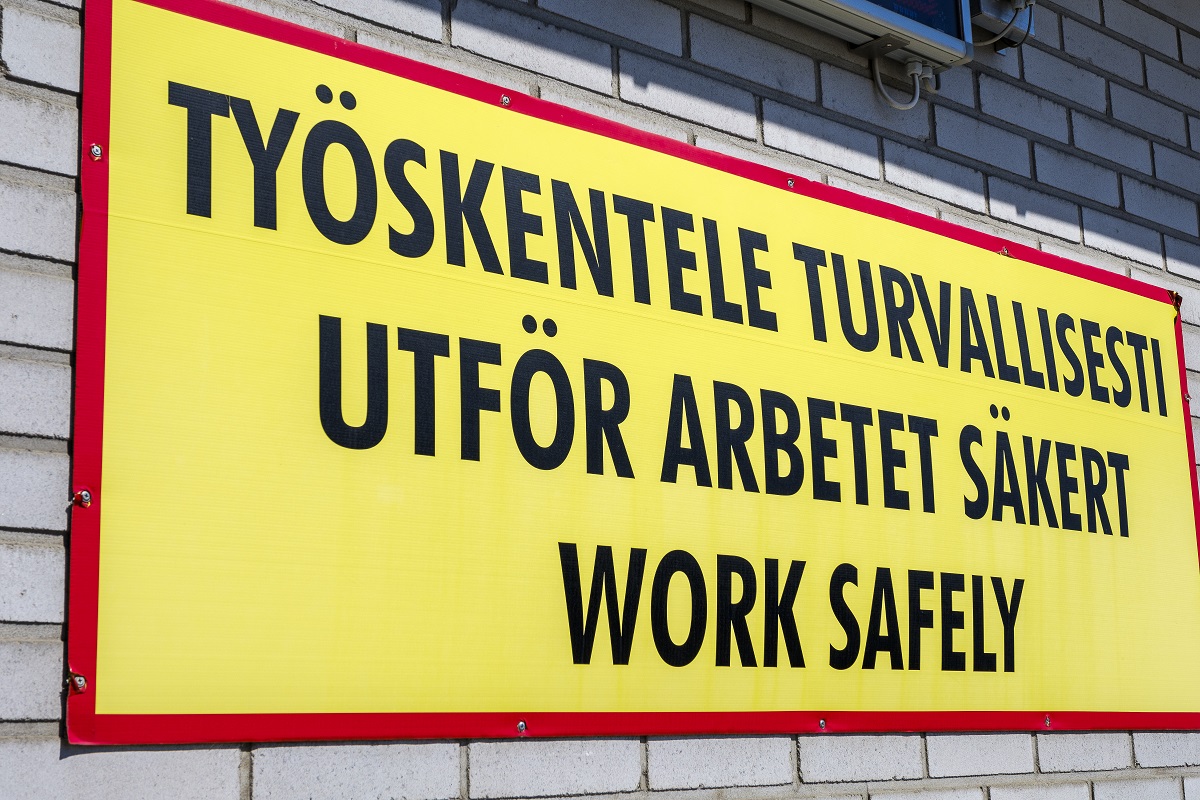 TYÖSKENTELE TURVALLISESTI
UTFÖR ARBETET SÄKERT
WORK SAFELY